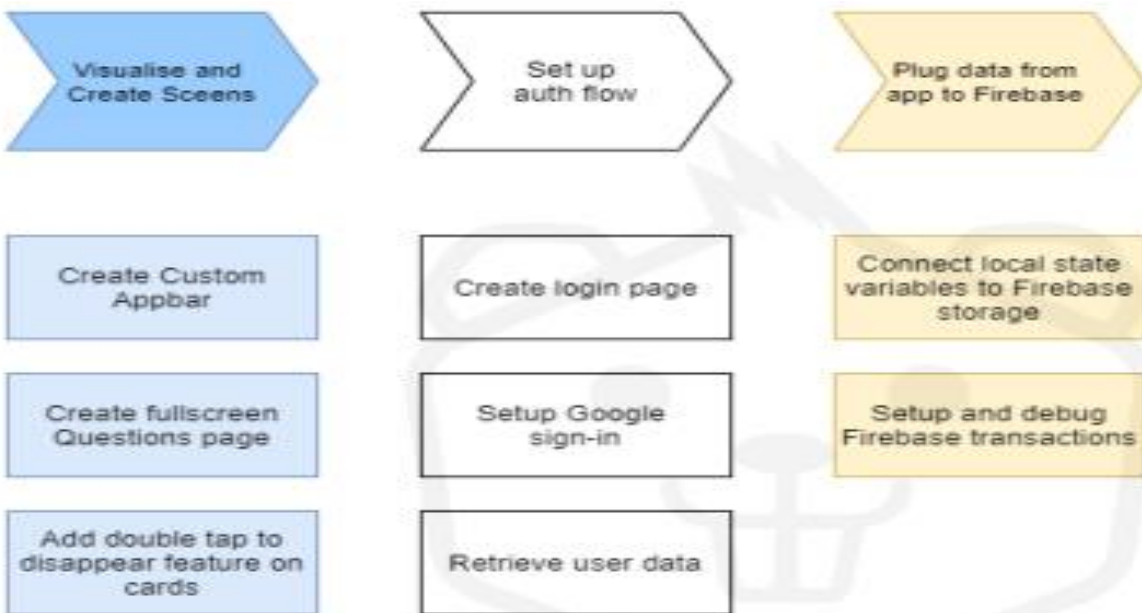 Visualise and
Create Sceens
Set up
auth flow
Plug data from
app to Firebase
Create Custom
Appbar
Create login page
Connect local state
variables to Firebase
storage
Create fullscreen
Questions page
Setup Google
sign-in
Setup and debug
Firebase transactions
Add double tap to
disappear feature on
cards
Retrieve user data